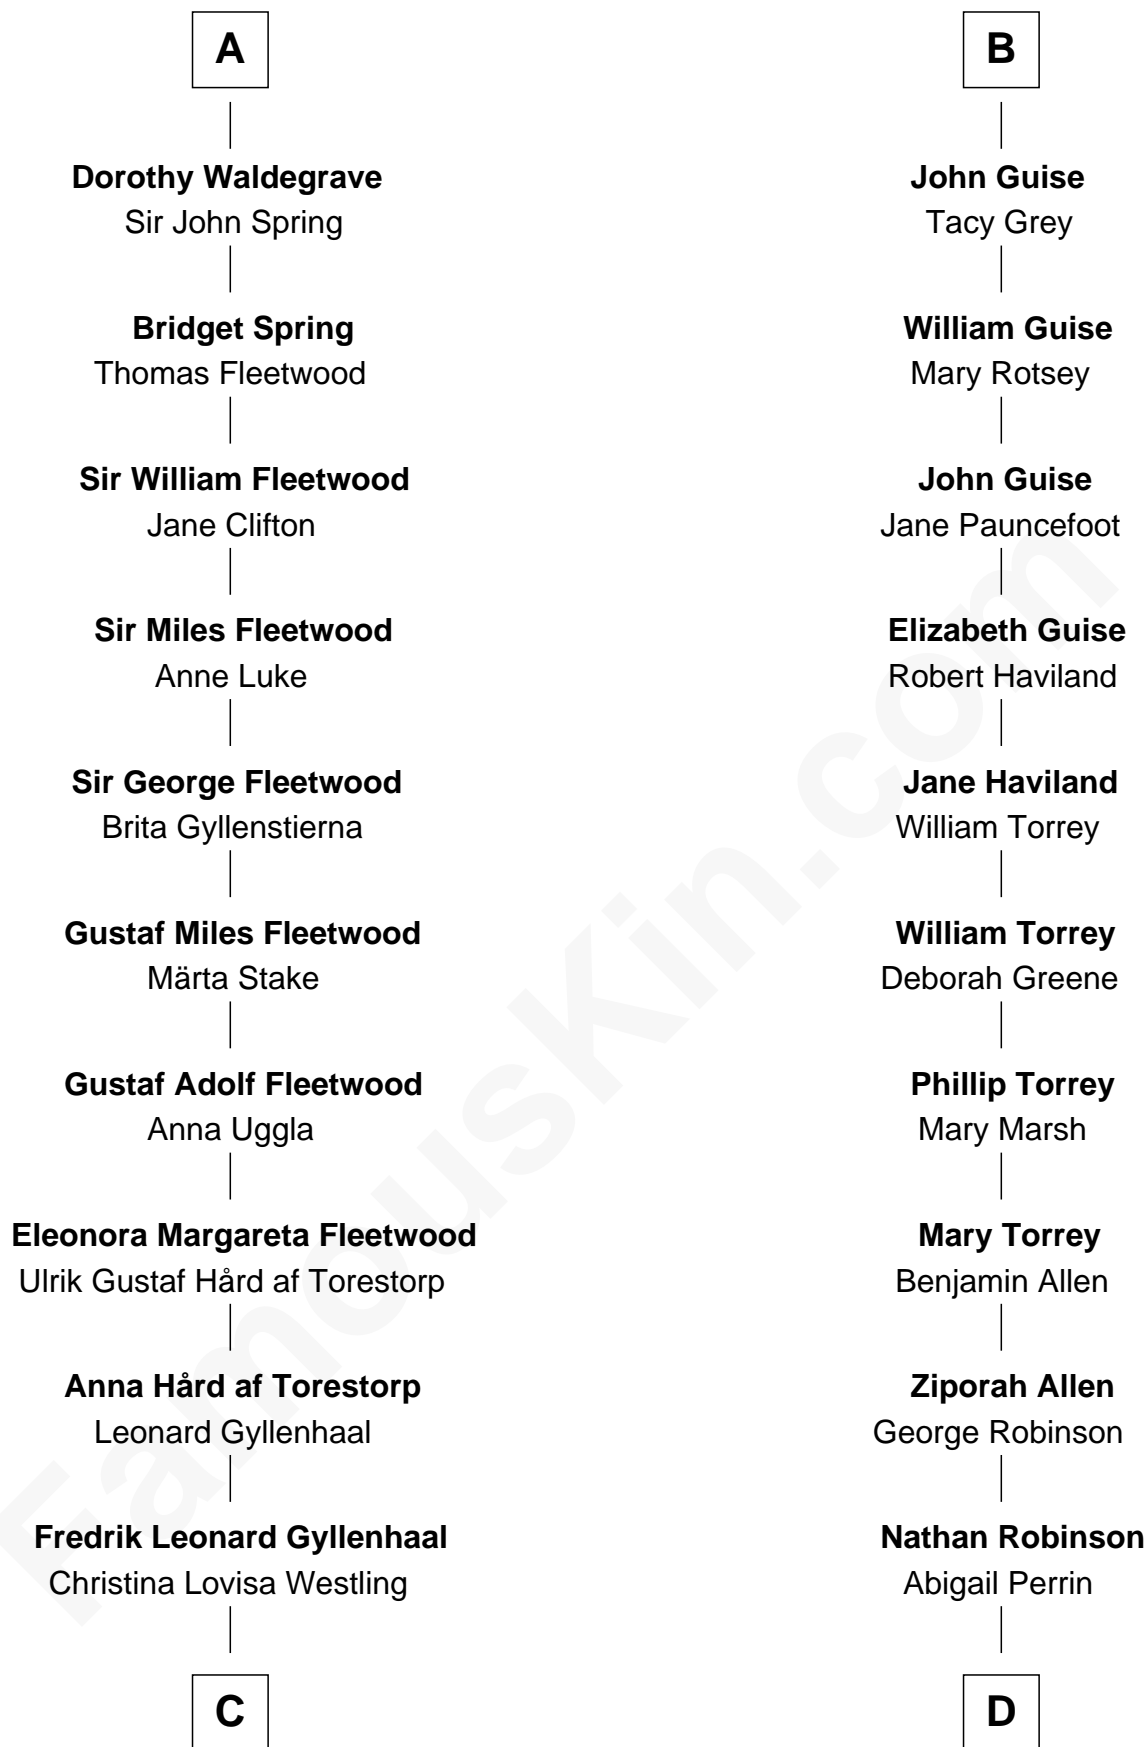 A
Dorothy Waldegrave
Sir John Spring
Bridget Spring
Thomas Fleetwood
Sir William Fleetwood
Jane Clifton
Sir Miles Fleetwood
Anne Luke
Sir George Fleetwood
Brita Gyllenstierna
Gustaf Miles Fleetwood
Märta Stake
Gustaf Adolf Fleetwood
Anna Uggla
Eleonora Margareta Fleetwood
Ulrik Gustaf Hård af Torestorp
Anna Hård af Torestorp
Leonard Gyllenhaal
Fredrik Leonard Gyllenhaal
Christina Lovisa Westling
C
B
John Guise
Tacy Grey
William Guise
Mary Rotsey
John Guise
Jane Pauncefoot
Elizabeth Guise
Robert Haviland
Jane Haviland
William Torrey
William Torrey
Deborah Greene
Phillip Torrey
Mary Marsh
Mary Torrey
Benjamin Allen
Ziporah Allen
George Robinson
Nathan Robinson
Abigail Perrin
D
FamousKin.com